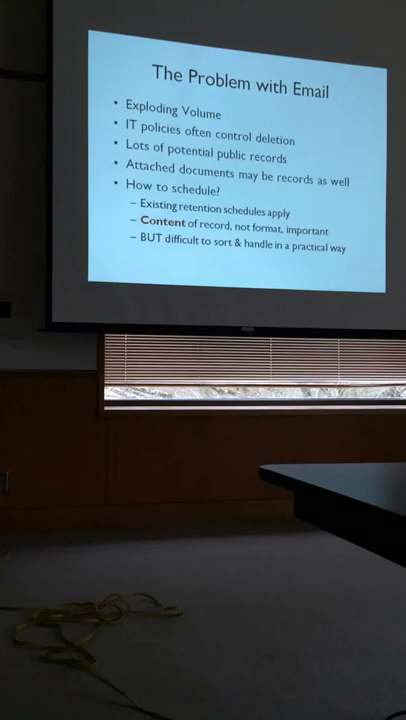 The Problem with Email
• Exploding Volume
• IT policies often control deletion
• Lots of potential public records
• Attached documents may be records as well
• How to schedule?
– Existing retention schedules apply
– Content of record, not format, important
– BUT difficult to sort & handle in a practical way